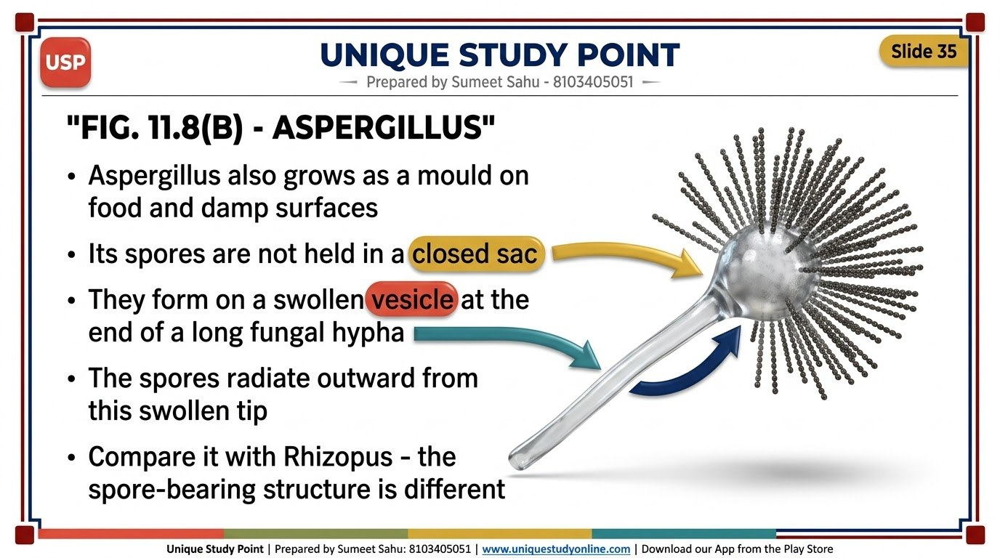 USP
UNIQUE STUDY POINT
Prepared by Sumeet Sahu - 8103405051
Slide 35
"FIG. 11.8(B) - ASPERGILLUS"
• Aspergillus also grows as a mould on
food and damp surfaces
• Its spores are not held in a closed sac
• They form on a swollen vesicle at the
end of a long fungal hypha
• The spores radiate outward from
this swollen tip
• Compare it with Rhizopus - the
spore-bearing structure is different
Unique Study Point | Prepared by Sumeet Sahu: 8103405051 | www.uniquestudyonline.com | Download our App from the Play Store